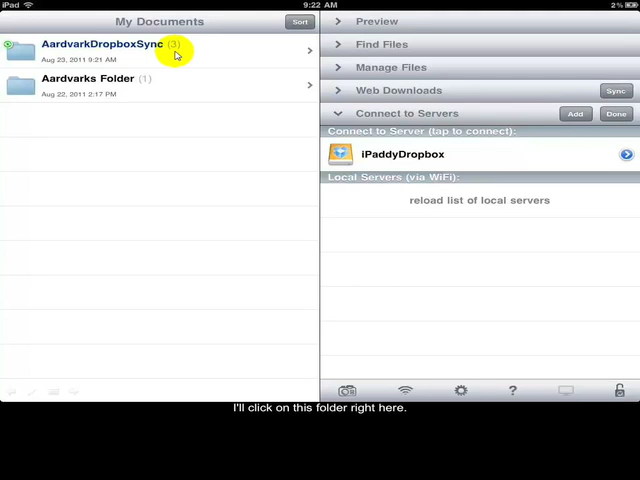 iPad 9:22 AM 2%
My Documents Sort
AardvarkDropboxSync (3)
Aug 23, 2011 9:21 AM
Aardvarks Folder (1)
Aug 22, 2011 2:17 PM
Preview
Find Files
Manage Files
Web Downloads Sync
Connect to Servers Add Done
Connect to Server (tap to connect):
iPaddyDropbox
Local Servers (via WiFi):
reload list of local servers
?
I'll click on this folder right here.